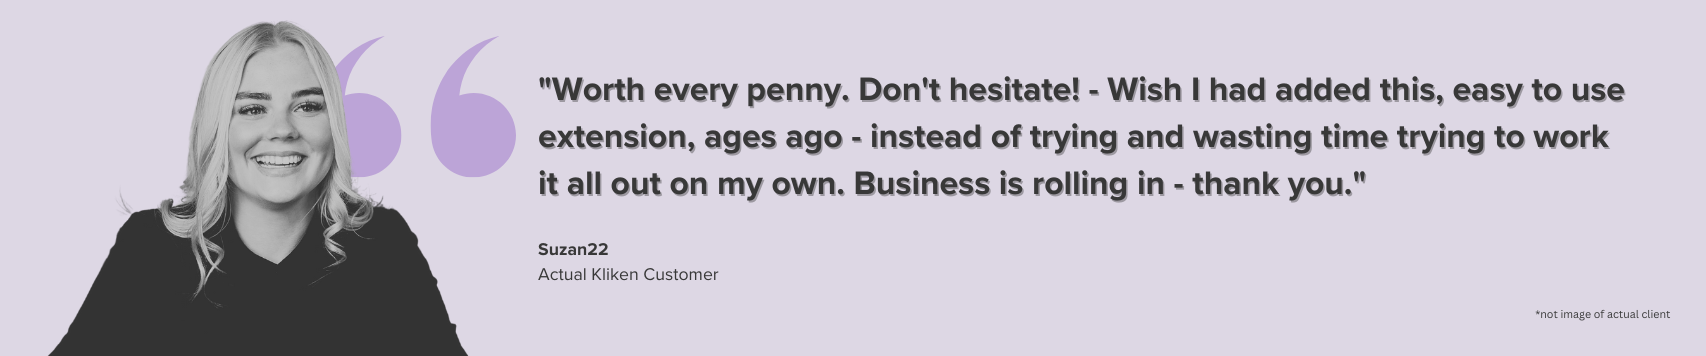 "Worth every penny. Don't hesitate! - Wish I had added this, easy to use
extension, ages ago - instead of trying and wasting time trying to work
it all out on my own. Business is rolling in - thank you."
Suzan22
Actual Kliken Customer
*not image of actual client